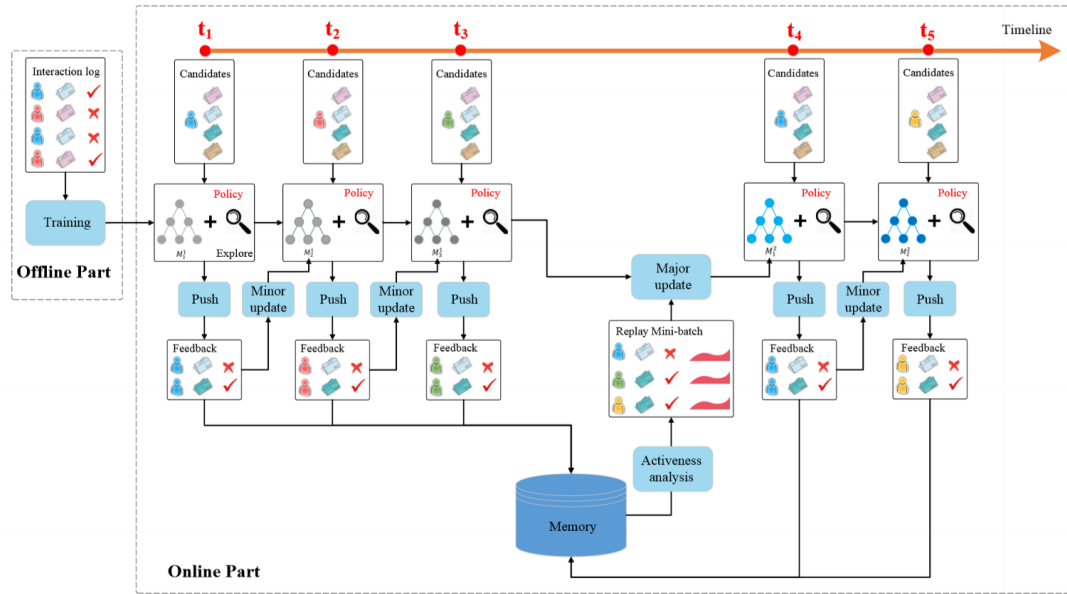 t1
t2
t3
t4
t5
Timeline
Interaction log
Training
Offline Part
Candidates
Candidates
Candidates
Candidates
Candidates
Policy
Policy
Policy
Policy
Policy
+
+
+
+
+
Explore
Push
Minor
update
Push
Minor
update
Push
Major
update
Push
Minor
update
Push
Feedback
Feedback
Feedback
Replay Mini-batch
Feedback
Feedback
Activeness
analysis
Memory
Online Part